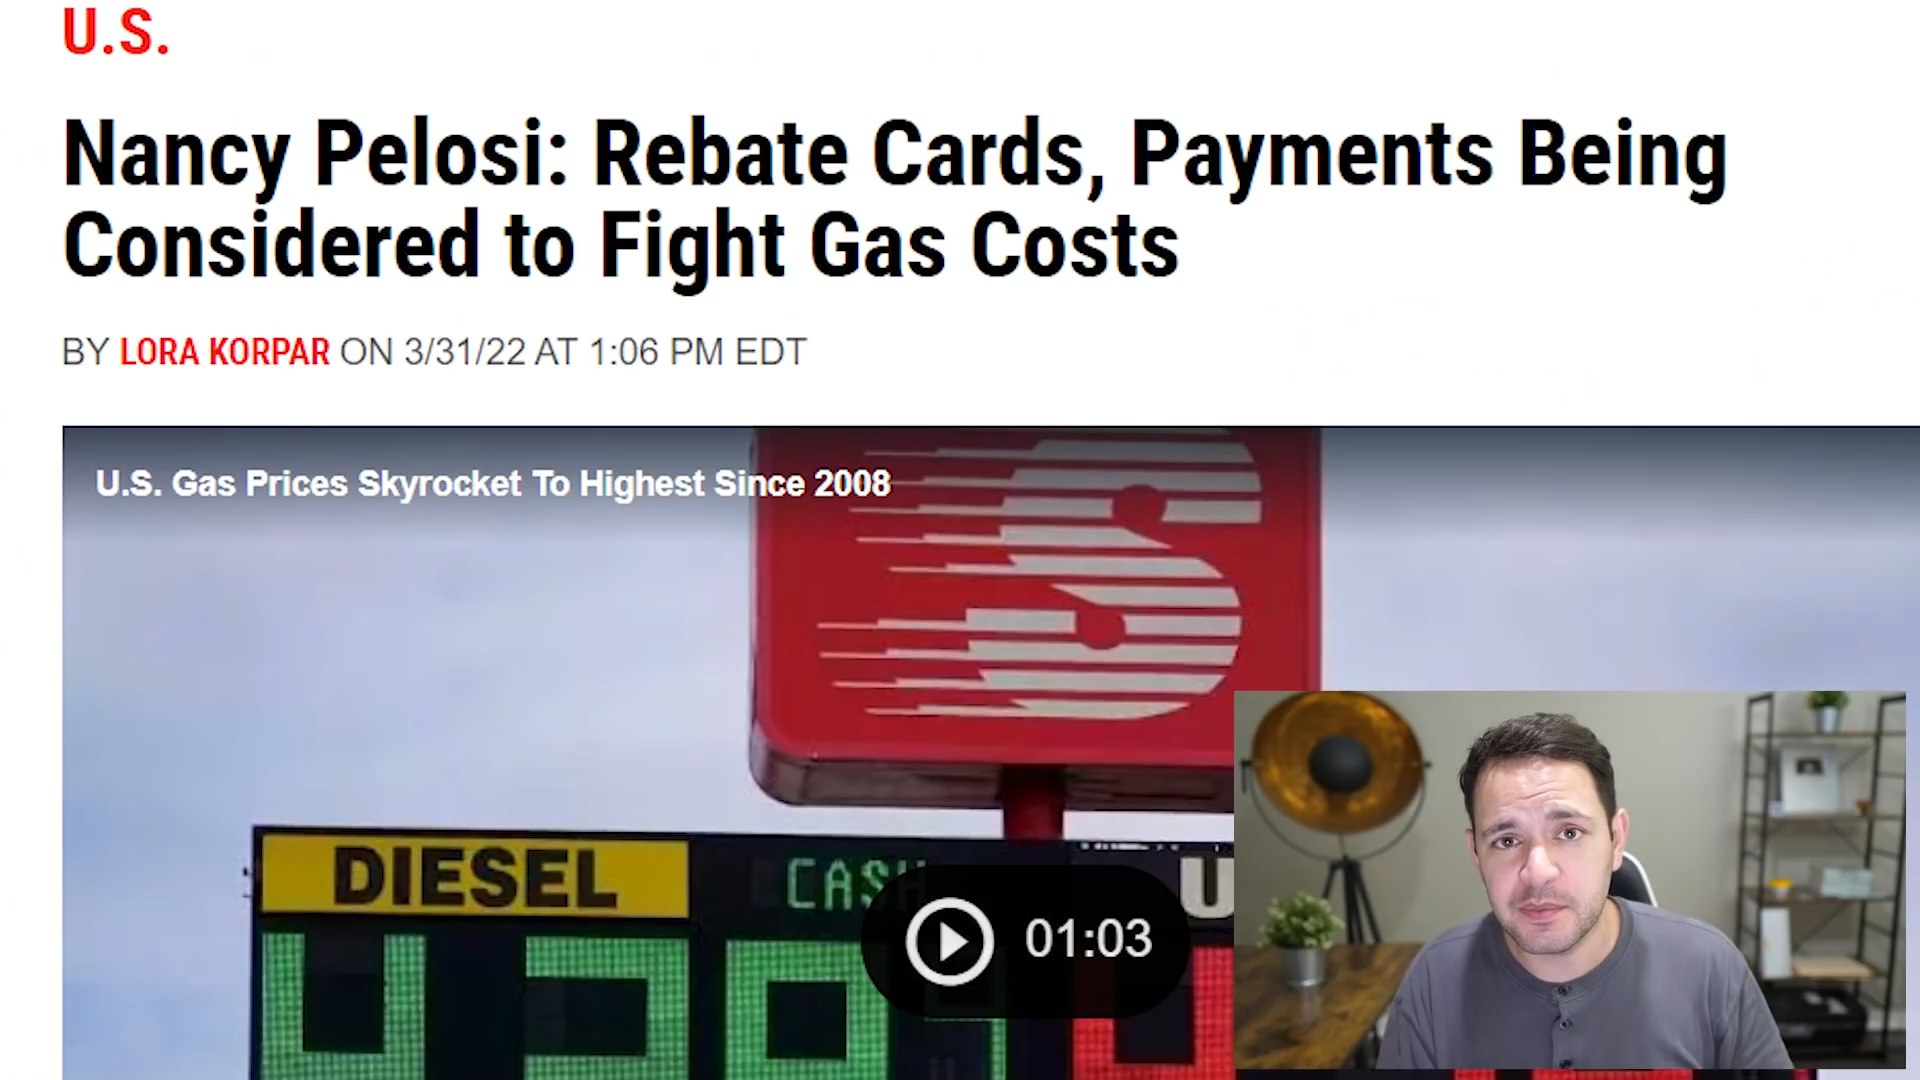 U.S.
Nancy Pelosi: Rebate Cards, Payments Being
Considered to Fight Gas Costs
BY LORA KORPAR ON 3/31/22 AT 1:06 PM EDT
U.S. Gas Prices Skyrocket To Highest Since 2008
DIESEL CASH
01:03